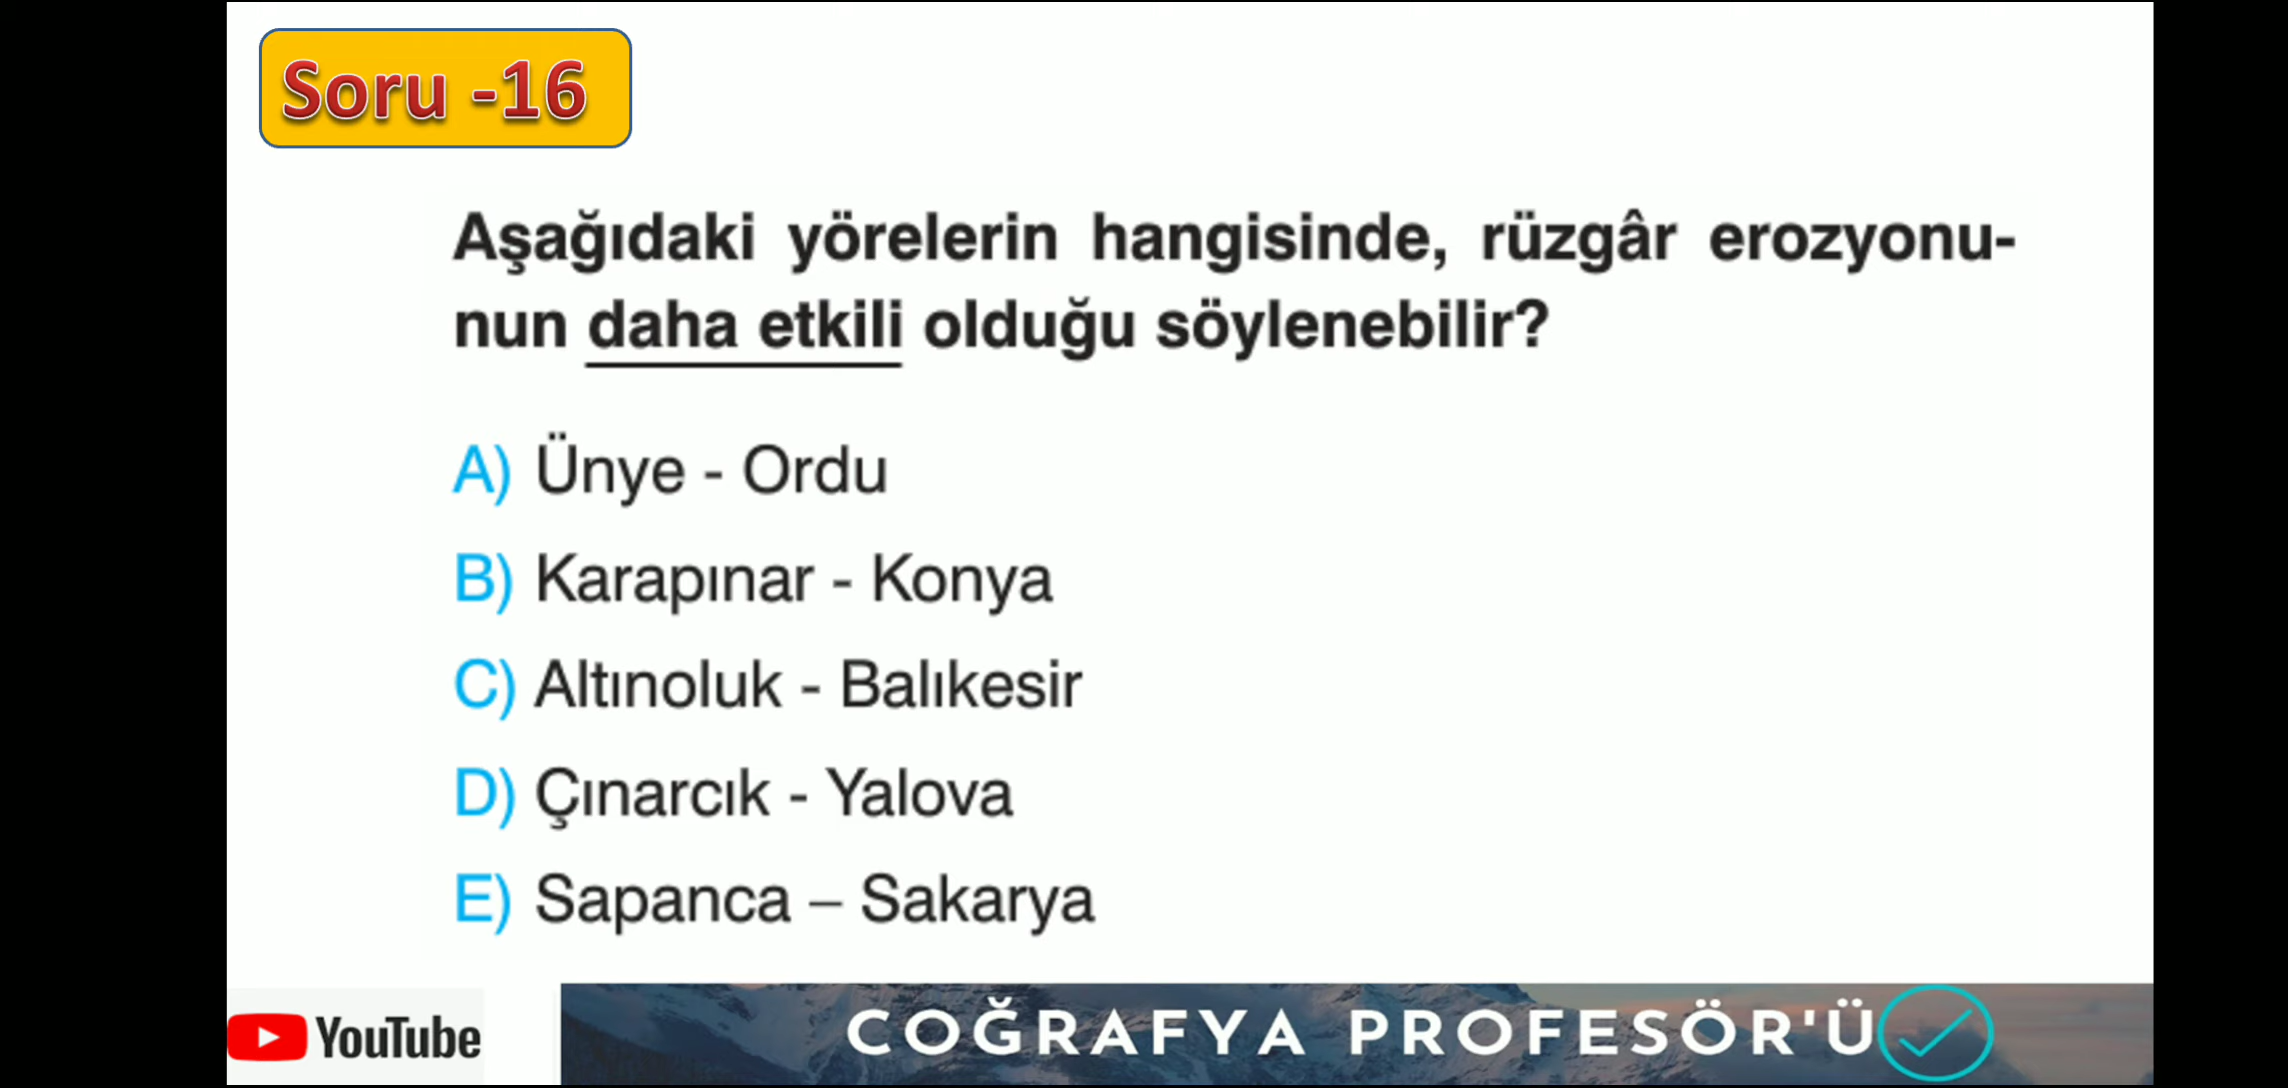 Soru -16
Aşağıdaki yörelerin hangisinde, rüzgâr erozyonu-
nun daha etkili olduğu söylenebilir?
A) Ünye - Ordu
B) Karapınar - Konya
C) Altınoluk - Balıkesir
D) Çınarcık - Yalova
E) Sapanca – Sakarya
YouTube
COĞRAFYA PROFESÖR'Ü